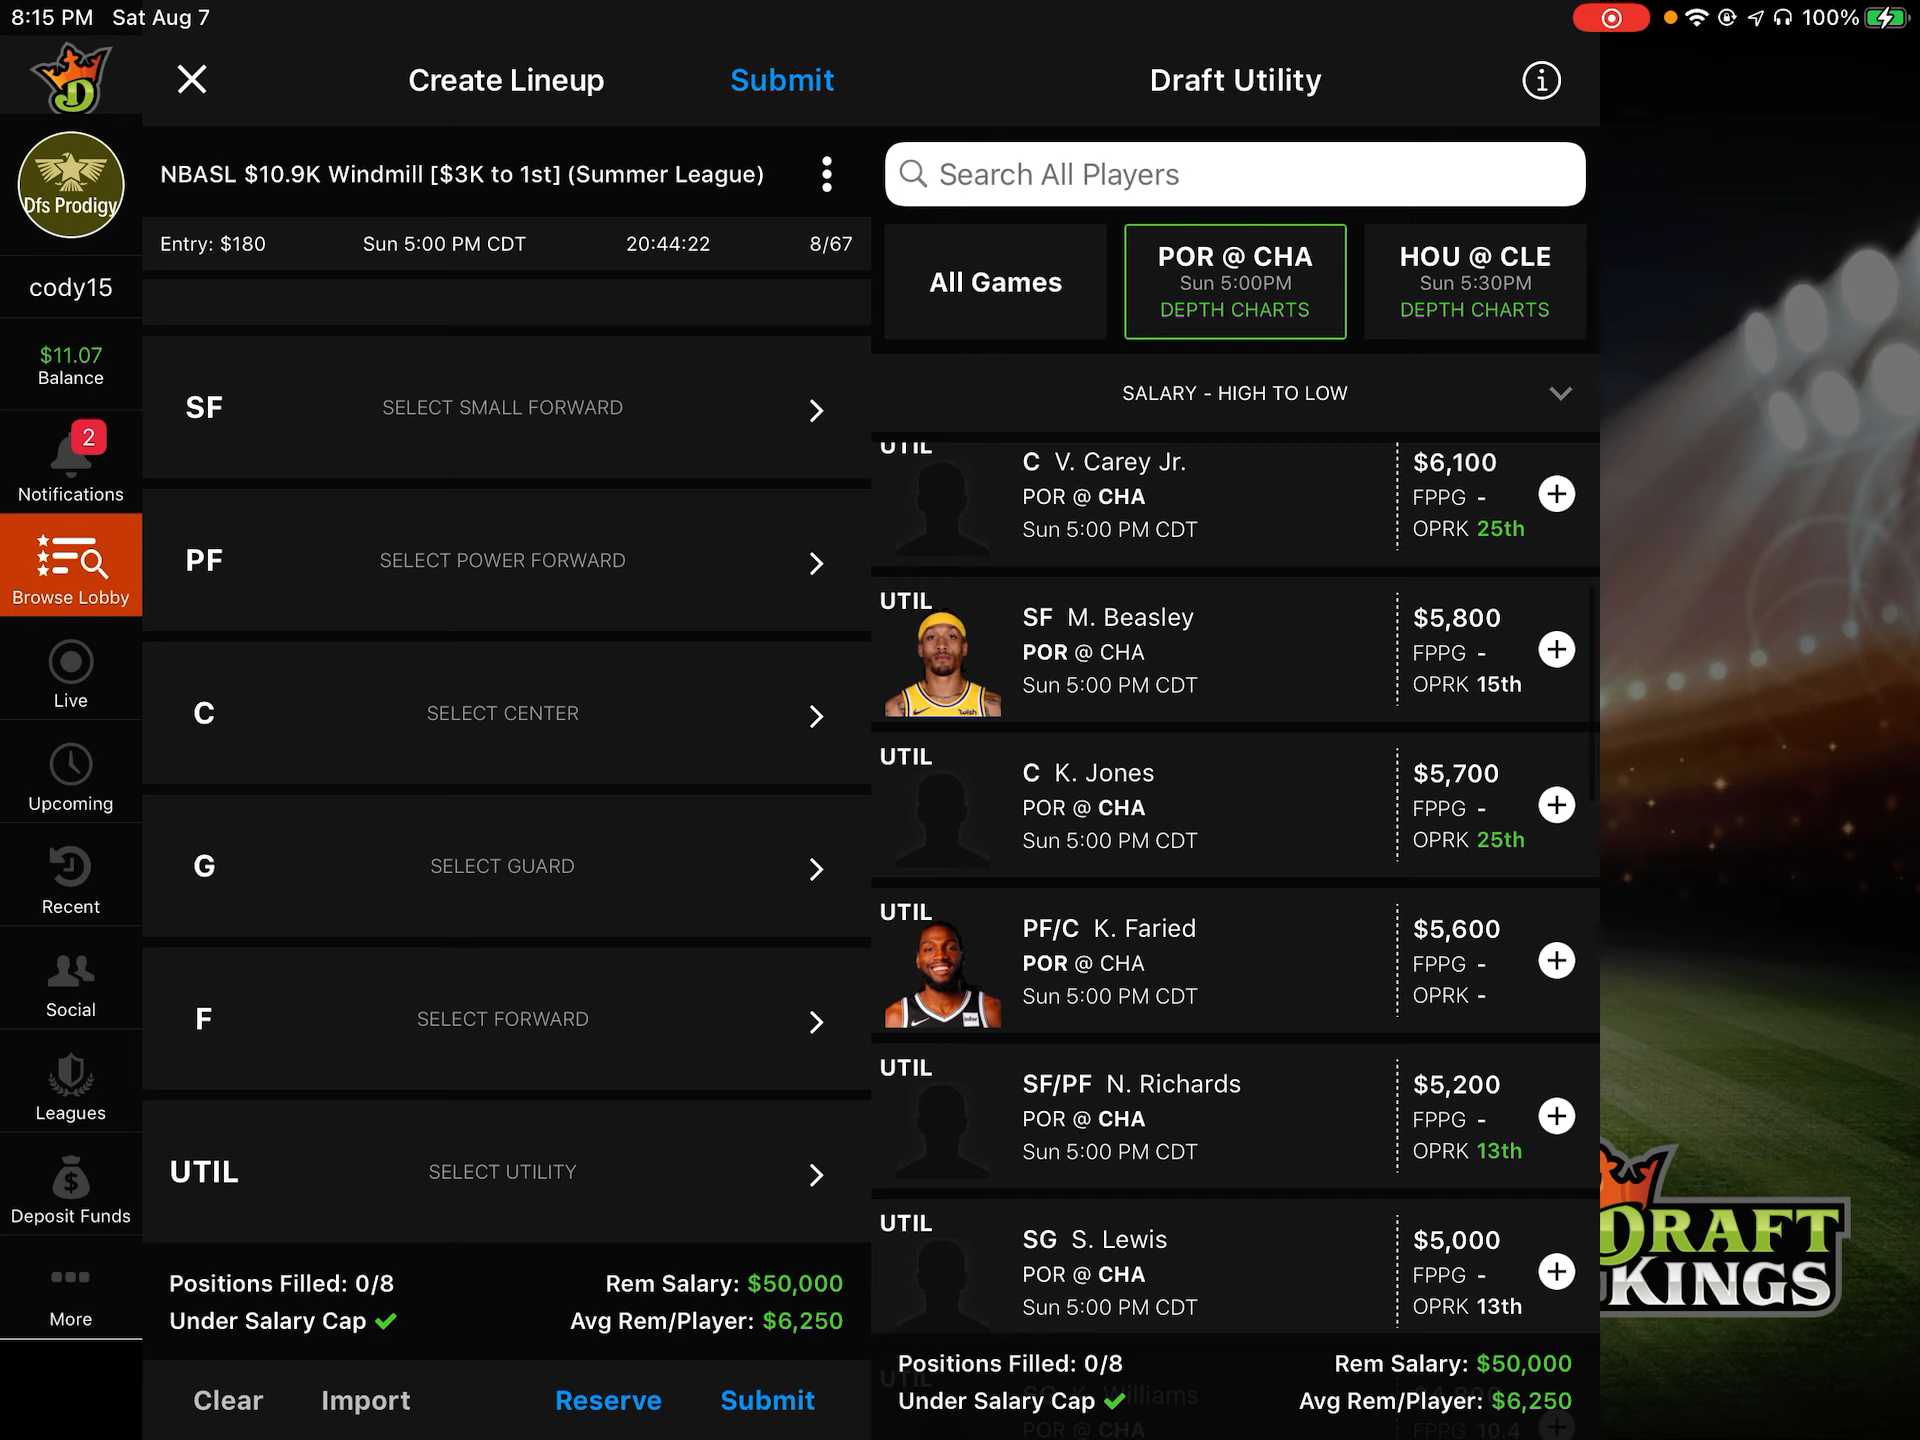 8:15 PM Sat Aug 7
100%
Create Lineup
Submit
Draft Utility
Dfs Prodigy
cody15
$11.07
Balance
2
Notifications
Browse Lobby
Live
Upcoming
Recent
Social
Leagues
Deposit Funds
More
NBASL $10.9K Windmill [$3K to 1st] (Summer League)
Entry: $180
Sun 5:00 PM CDT
20:44:22
8/67
SF
SELECT SMALL FORWARD
PF
SELECT POWER FORWARD
C
SELECT CENTER
G
SELECT GUARD
F
SELECT FORWARD
UTIL
SELECT UTILITY
Positions Filled: 0/8
Rem Salary: $50,000
Under Salary Cap
Avg Rem/Player: $6,250
Clear
Import
Reserve
Submit
Search All Players
All Games
POR @ CHA
Sun 5:00PM
DEPTH CHARTS
HOU @ CLE
Sun 5:30PM
DEPTH CHARTS
SALARY - HIGH TO LOW
UTIL
C V. Carey Jr.
POR @ CHA
Sun 5:00 PM CDT
$6,100
FPPG -
OPRK 25th
UTIL
SF M. Beasley
POR @ CHA
Sun 5:00 PM CDT
$5,800
FPPG -
OPRK 15th
UTIL
C K. Jones
POR @ CHA
Sun 5:00 PM CDT
$5,700
FPPG -
OPRK 25th
UTIL
PF/C K. Faried
POR @ CHA
Sun 5:00 PM CDT
$5,600
FPPG -
OPRK -
UTIL
SF/PF N. Richards
POR @ CHA
Sun 5:00 PM CDT
$5,200
FPPG -
OPRK 13th
UTIL
SG S. Lewis
POR @ CHA
Sun 5:00 PM CDT
$5,000
FPPG -
OPRK 13th
Positions Filled: 0/8
Rem Salary: $50,000
Under Salary Cap
Avg Rem/Player: $6,250
UTIL
Williams
POR @ CHA
FPPG 10.4
DRAFT
KINGS